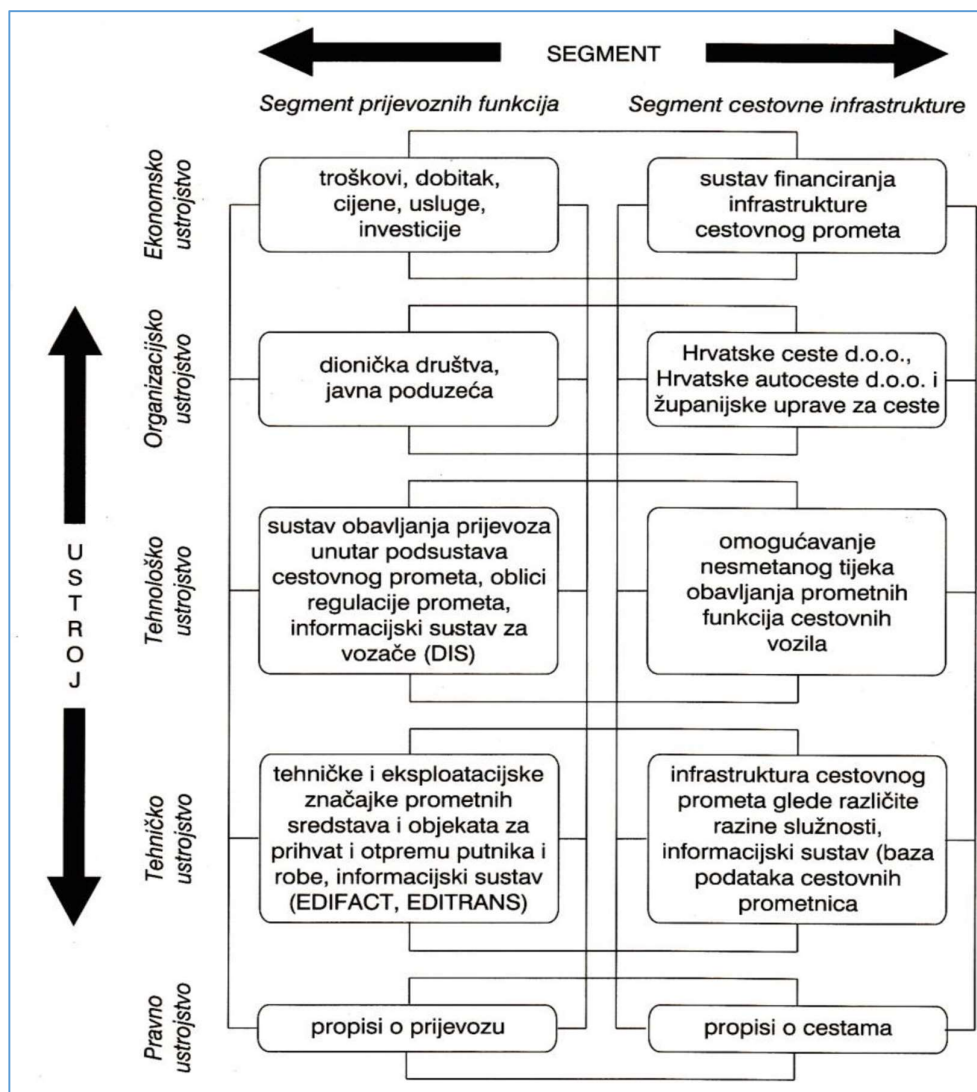 SEGMENT
Segment prijevoznih funkcija
Segment cestovne infrastrukture
Ekonomsko
ustrojstvo
troškovi, dobitak,
cijene, usluge,
investicije
sustav financiranja
infrastrukture
cestovnog prometa
Organizacijsko
ustrojstvo
dionička društva,
javna poduzeća
Hrvatske ceste d.o.o.,
Hrvatske autoceste d.o.o. i
županijske uprave za ceste
USTROJ
Tehnološko
ustrojstvo
sustav obavljanja prijevoza
unutar podsustava
cestovnog prometa, oblici
regulacije prometa,
informacijski sustav za
vozače (DIS)
omogućavanje
nesmetanog tijeka
obavljanja prometnih
funkcija cestovnih
vozila
Tehničko
ustrojstvo
tehničke i eksploatacijske
značajke prometnih
sredstava i objekata za
prihvat i otpremu putnika i
robe, informacijski sustav
(EDIFACT, EDITRANS)
infrastruktura cestovnog
prometa glede različite
razine služnosti,
informacijski sustav (baza
podataka cestovnih
prometnica
Pravno
ustrojstvo
propisi o prijevozu
propisi o cestama